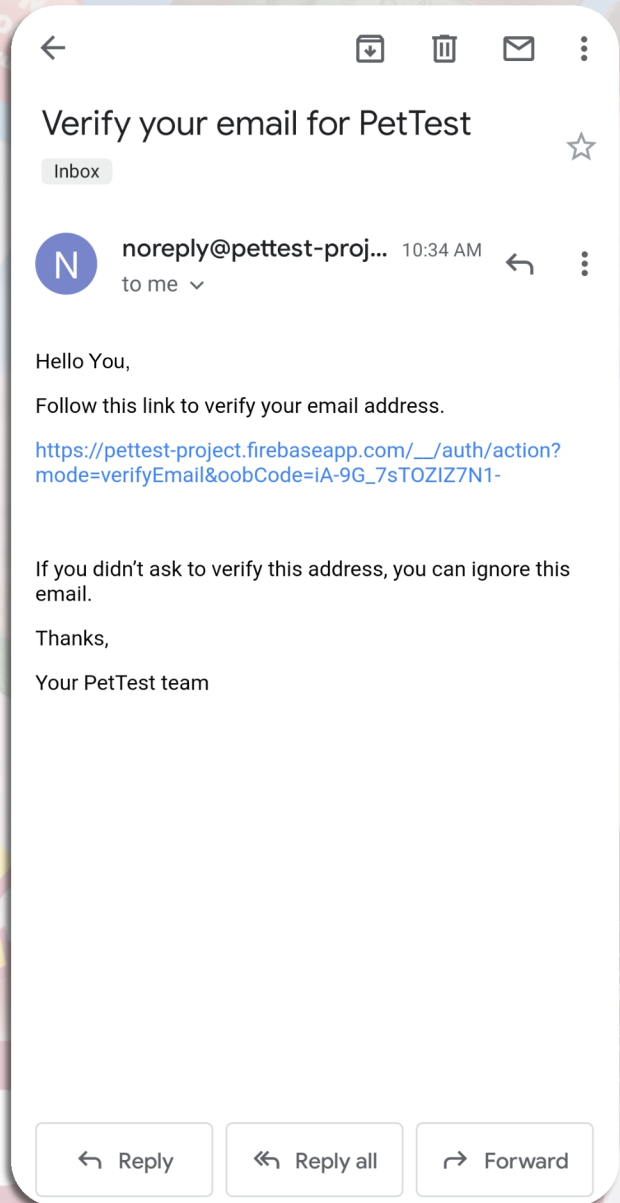 Verify your email for PetTest
Inbox
N
noreply@pettest-proj... 10:34 AM
to me
Hello You,
Follow this link to verify your email address.
https://pettest-project.firebaseapp.com/__/auth/action?
mode=verifyEmail&oobCode=iA-9G_7sTOZIZ7N1-
If you didn’t ask to verify this address, you can ignore this
email.
Thanks,
Your PetTest team
Reply Reply all Forward